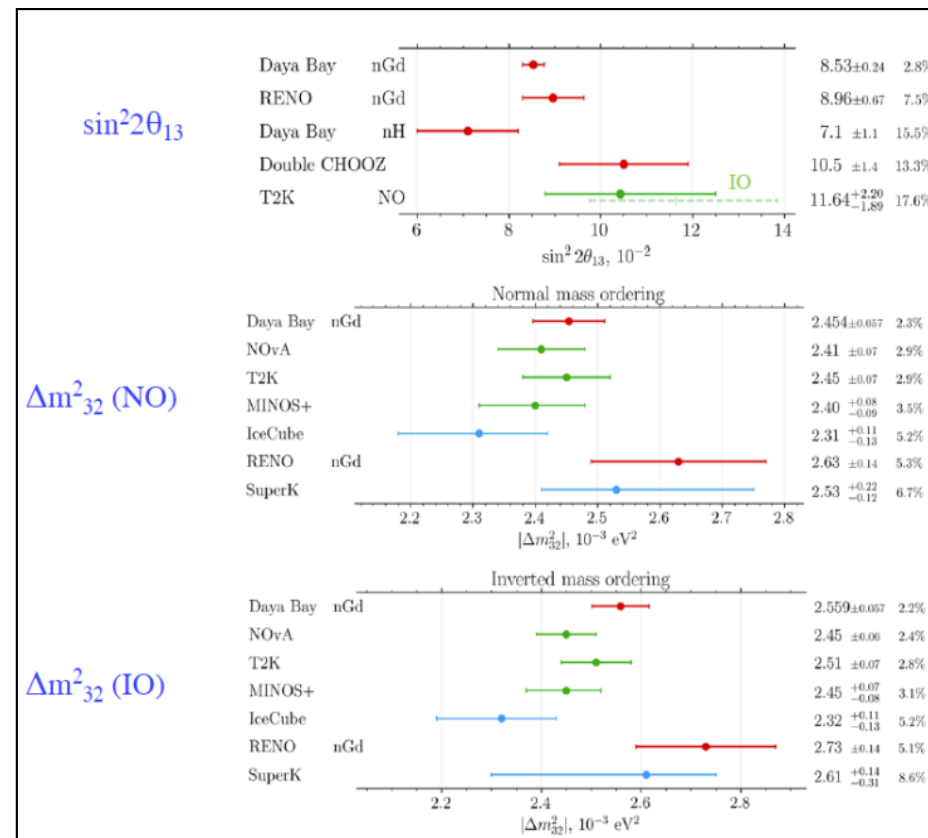 Daya Bay nGd 8.53±0.24 2.8%
RENO nGd 8.96±0.67 7.5%
sin²2θ₁₃
Daya Bay nH 7.1 ±1.1 15.5%
Double CHOOZ 10.5 ±1.4 13.3%
IO
T2K NO 11.64 +2.20 −1.89 17.6%
6 8 10 12 14
sin² 2θ₁₃, 10⁻²
Normal mass ordering
Daya Bay nGd 2.454±0.057 2.3%
NOvA 2.41 ±0.07 2.9%
T2K 2.45 ±0.07 2.9%
Δm²₃₂ (NO)
MINOS+ 2.40 +0.08 −0.09 3.5%
IceCube 2.31 +0.11 −0.13 5.2%
RENO nGd 2.63 ±0.14 5.3%
SuperK 2.53 +0.22 −0.12 6.7%
2.2 2.3 2.4 2.5 2.6 2.7 2.8
|Δm²₃₂|, 10⁻³ eV²
Inverted mass ordering
Daya Bay nGd 2.559±0.057 2.2%
NOvA 2.45 ±0.06 2.4%
T2K 2.51 ±0.07 2.8%
Δm²₃₂ (IO)
MINOS+ 2.45 +0.07 −0.08 3.1%
IceCube 2.32 +0.11 −0.13 5.2%
RENO nGd 2.73 ±0.14 5.1%
SuperK 2.61 +0.14 −0.31 8.6%
2.2 2.4 2.6 2.8
|Δm²₃₂|, 10⁻³ eV²